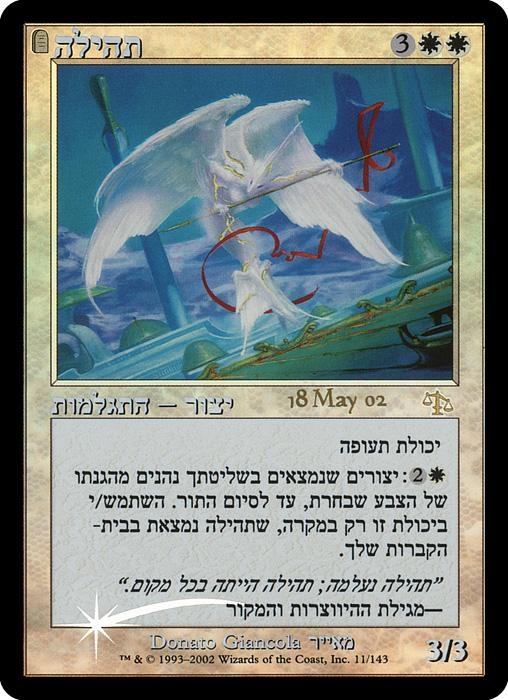 תהילה 3
18 May 02
יצור – התגלמות
יכולת תעופה
2: יצורים שנמצאים בשליטתך נהנים מהגנתו
של הצבע שבחרת, עד לסיום התור. השתמש/י
ביכולת זו רק במקרה, שתהילה נמצאת בבית-
הקברות שלך.
"תהילה נעלמה; תהילה הייתה בכל מקום."
—מגילת ההיווצרות והמקור
מאייר Donato Giancola
3/3
™ & © 1993–2002 Wizards of the Coast, Inc. 11/143